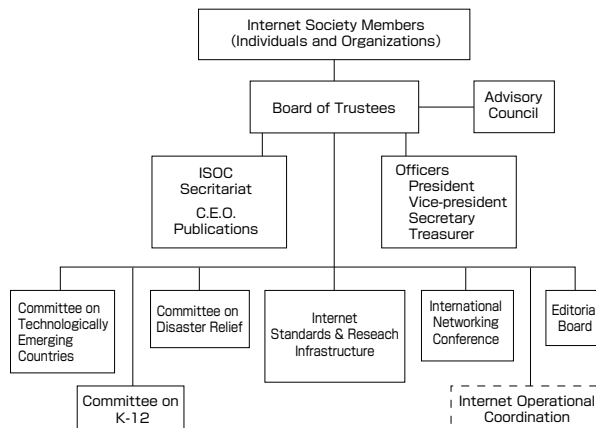 Internet Society Members
(Individuals and Organizations)
Board of Trustees
Advisory
Council
ISOC
Secritariat
C.E.O.
Publications
Officers
President
Vice-president
Secretary
Treasurer
Committee on
Technologically
Emerging
Countries
Committee on
Disaster Relief
Internet
Standards & Reseach
Infrastructure
International
Networking
Conference
Editorial
Board
Committee on
K-12
Internet Operational
Coordination